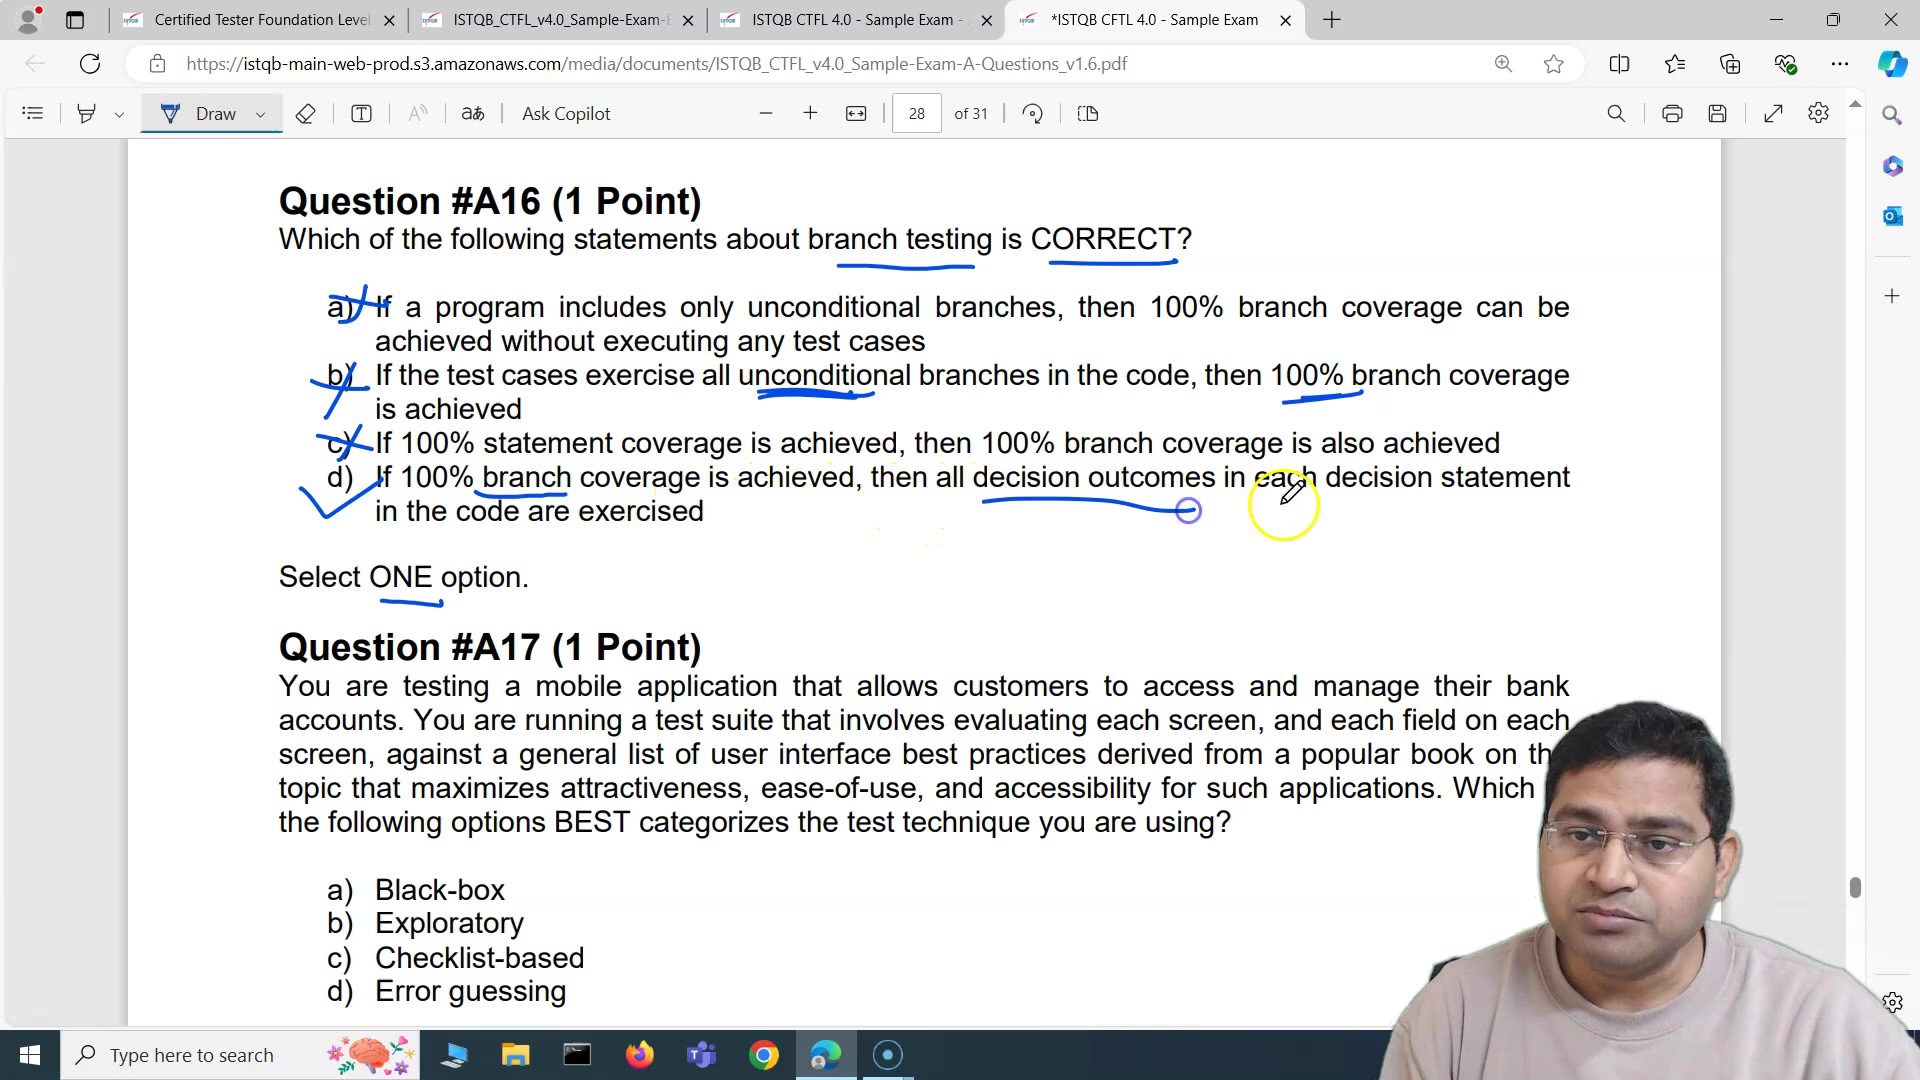 Certified Tester Foundation Level
ISTQB_CTFL_v4.0_Sample-Exam-E
ISTQB CTFL 4.0 - Sample Exam -
*ISTQB CFTL 4.0 - Sample Exam
https://istqb-main-web-prod.s3.amazonaws.com/media/documents/ISTQB_CTFL_v4.0_Sample-Exam-A-Questions_v1.6.pdf
Draw
Ask Copilot
28 of 31
Question #A16 (1 Point)
Which of the following statements about branch testing is CORRECT?
a) If a program includes only unconditional branches, then 100% branch coverage can be
achieved without executing any test cases
b) If the test cases exercise all unconditional branches in the code, then 100% branch coverage
is achieved
c) If 100% statement coverage is achieved, then 100% branch coverage is also achieved
d) If 100% branch coverage is achieved, then all decision outcomes in each decision statement
in the code are exercised
Select ONE option.
Question #A17 (1 Point)
You are testing a mobile application that allows customers to access and manage their bank
accounts. You are running a test suite that involves evaluating each screen, and each field on each
screen, against a general list of user interface best practices derived from a popular book on th
topic that maximizes attractiveness, ease-of-use, and accessibility for such applications. Which
the following options BEST categorizes the test technique you are using?
a) Black-box
b) Exploratory
c) Checklist-based
d) Error guessing
Type here to search